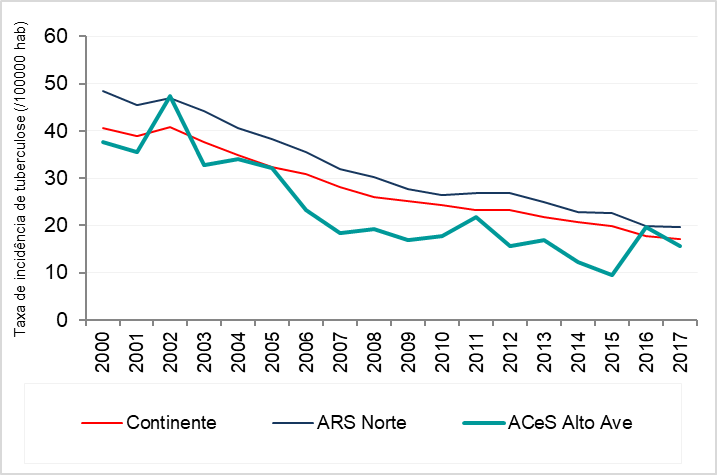 Taxa de incidência de tuberculose (/100000 hab)
60
50
40
30
20
10
0
2000 2001 2002 2003 2004 2005 2006 2007 2008 2009 2010 2011 2012 2013 2014 2015 2016 2017
Continente ARS Norte ACeS Alto Ave